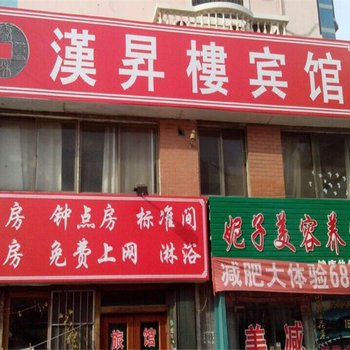 漢昇樓宾馆
房 钟点房 标准间
房 免费上网 淋浴
妮子美容养
减肥大体验68
旅馆
美 减